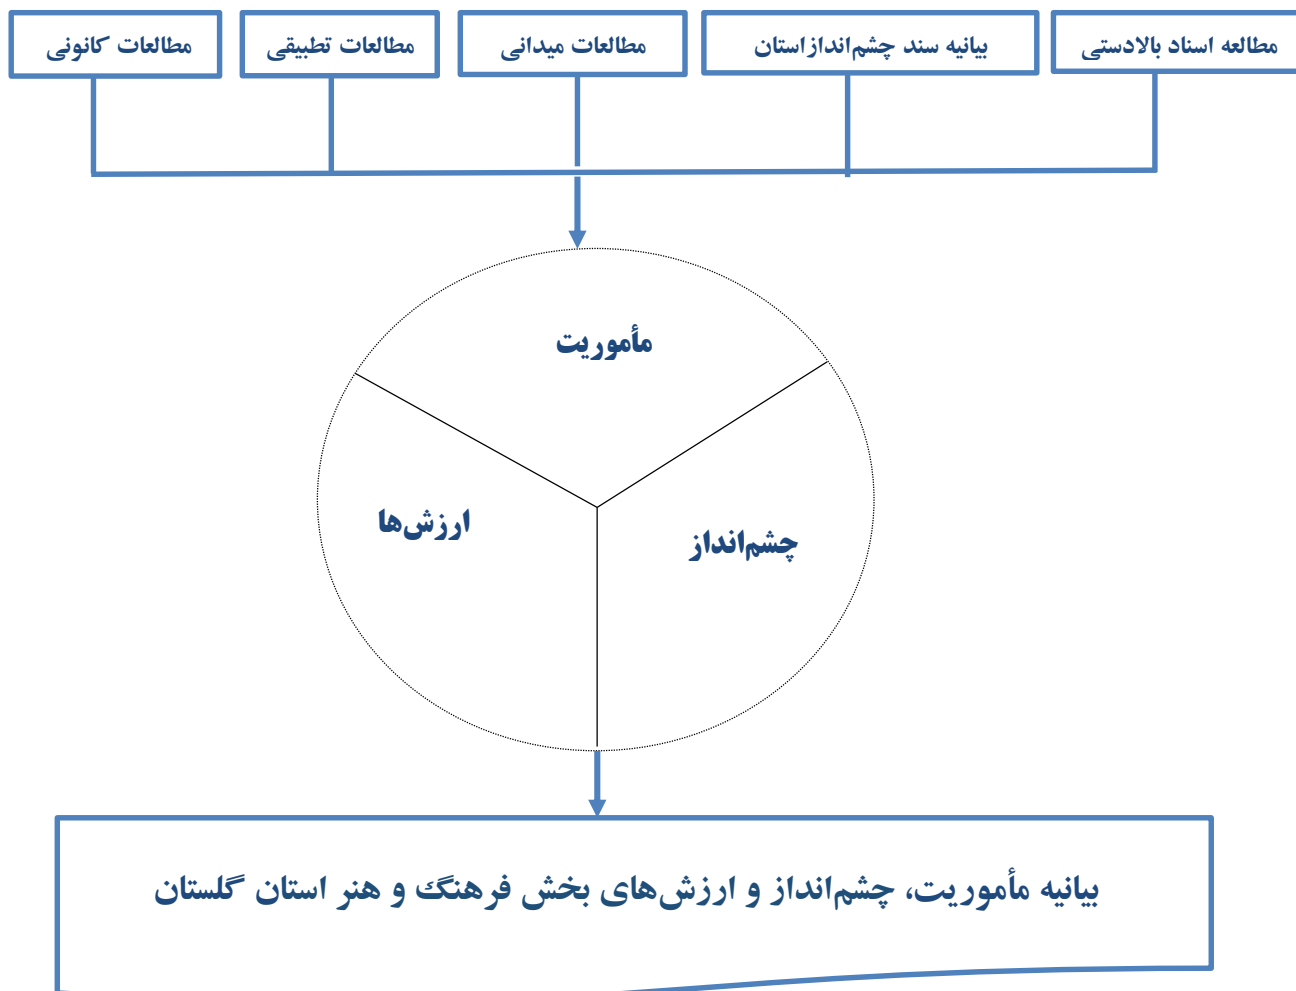 مطالعه اسناد بالادستی
بیانیه سند چشم‌انداز استان
مطالعات میدانی
مطالعات تطبیقی
مطالعات کانونی
مأموریت
چشم‌انداز
ارزش‌ها
بیانیه مأموریت، چشم‌انداز و ارزش‌های بخش فرهنگ و هنر استان گلستان